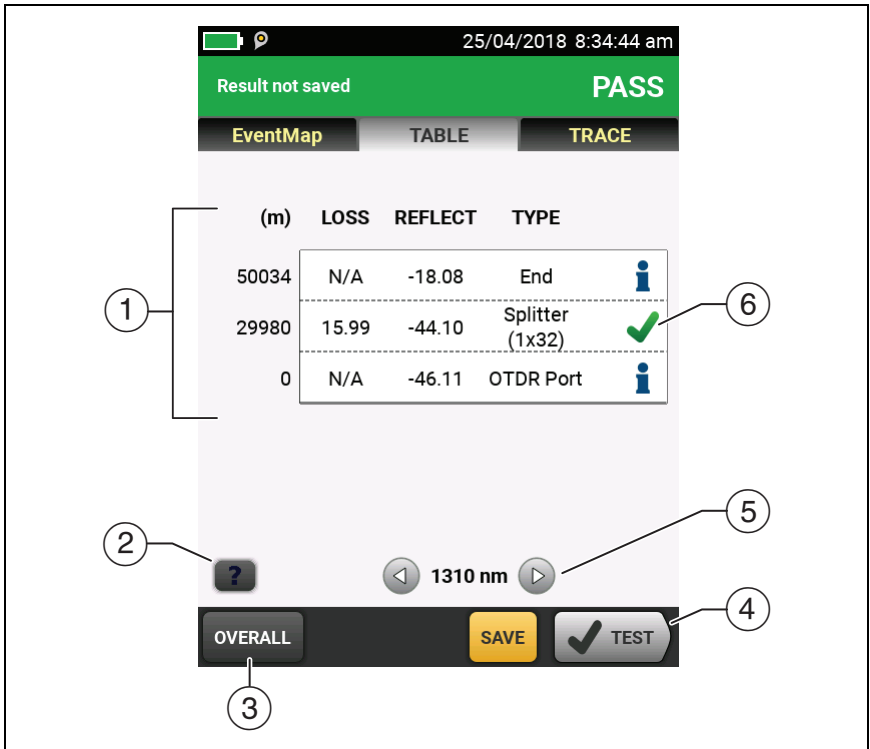 25/04/2018 8:34:44 am
Result not saved PASS
EventMap TABLE TRACE
(m) LOSS REFLECT TYPE
50034 N/A -18.08 End
29980 15.99 -44.10 Splitter
(1x32)
0 N/A -46.11 OTDR Port
1
6
2
5
? 1310 nm
4
OVERALL SAVE TEST
3